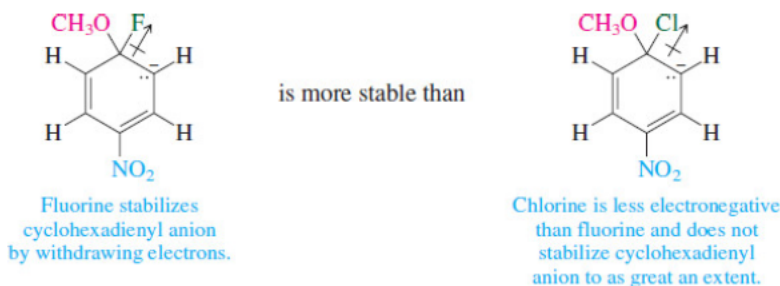 CH₃O F CH₃O Cl
H H H H
is more stable than
H H H H
NO₂ NO₂
Fluorine stabilizes
cyclohexadienyl anion
by withdrawing electrons.
Chlorine is less electronegative
than fluorine and does not
stabilize cyclohexadienyl
anion to as great an extent.